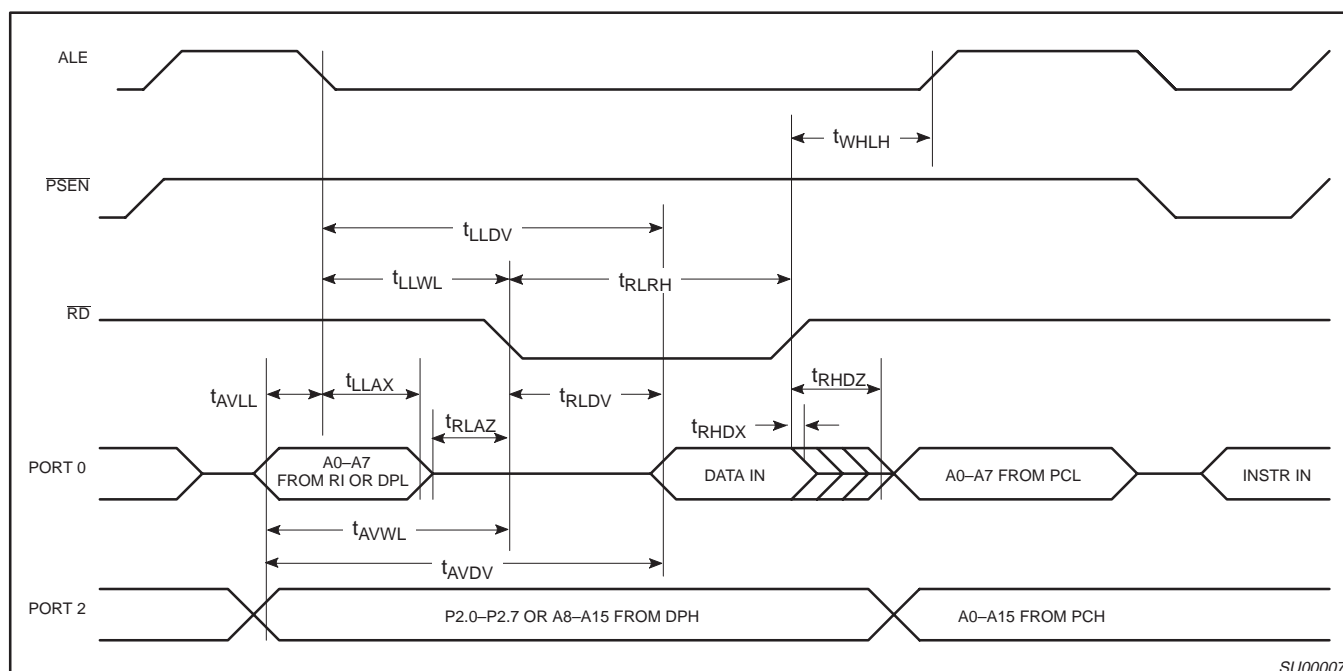 ALE
tWHLH
PSEN
tLLDV
tLLWL
tRLRH
RD
tAVLL
tLLAX
tRLDV
tRHDZ
tRLAZ
tRHDX
PORT 0
A0–A7
FROM RI OR DPL
DATA IN
A0–A7 FROM PCL
INSTR IN
tAVWL
tAVDV
PORT 2
P2.0–P2.7 OR A8–A15 FROM DPH
A0–A15 FROM PCH
SU00007